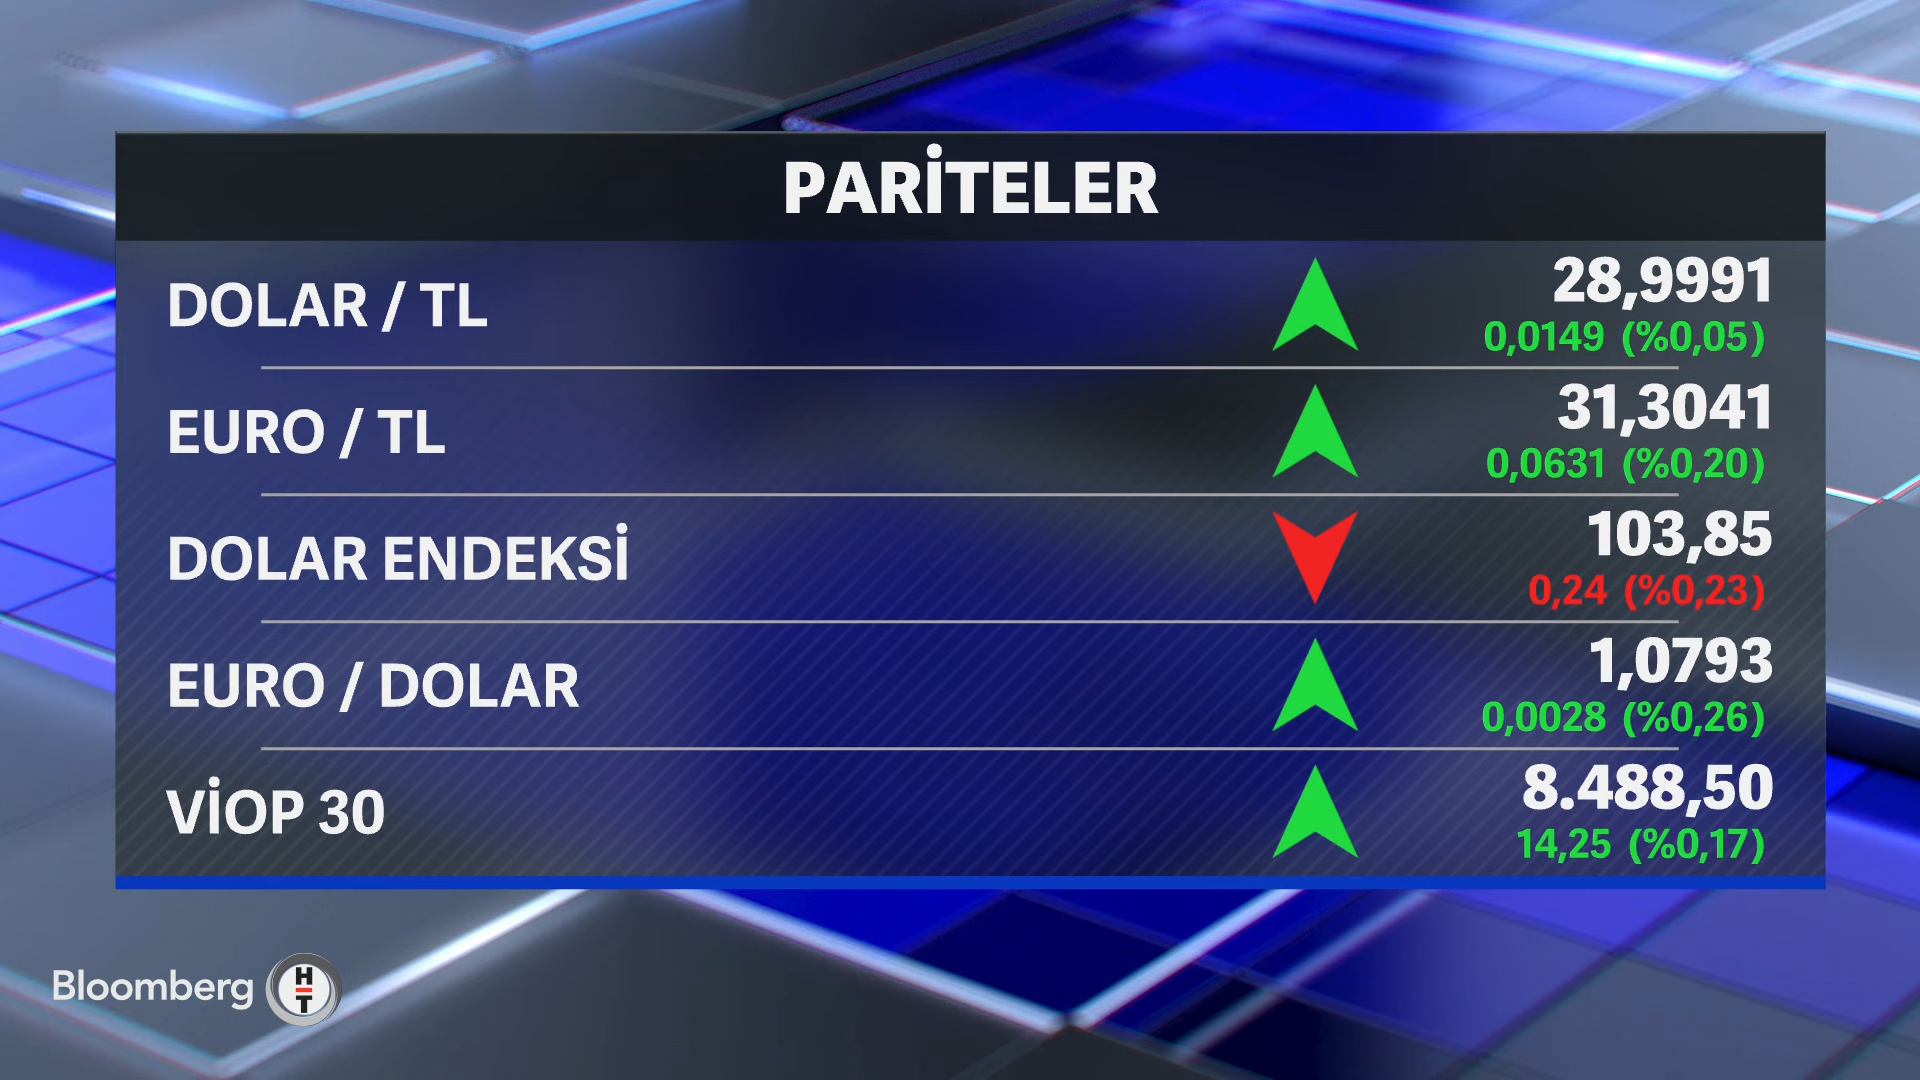 PARİTELER
DOLAR / TL
28,9991
0,0149 (%0,05)
EURO / TL
31,3041
0,0631 (%0,20)
DOLAR ENDEKSİ
103,85
0,24 (%0,23)
EURO / DOLAR
1,0793
0,0028 (%0,26)
VİOP 30
8.488,50
14,25 (%0,17)
Bloomberg HT